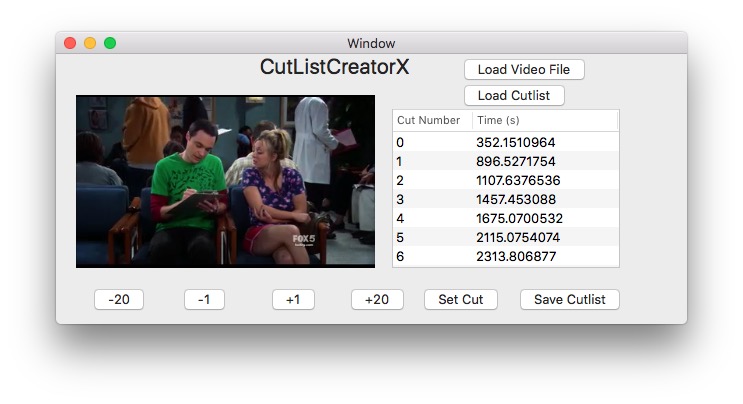 Window
CutListCreatorX
Load Video File
Load Cutlist
Cut Number Time (s)
0 352.1510964
1 896.5271754
2 1107.6376536
3 1457.453088
4 1675.0700532
5 2115.0754074
6 2313.806877
FOX5
-20 -1 +1 +20 Set Cut Save Cutlist